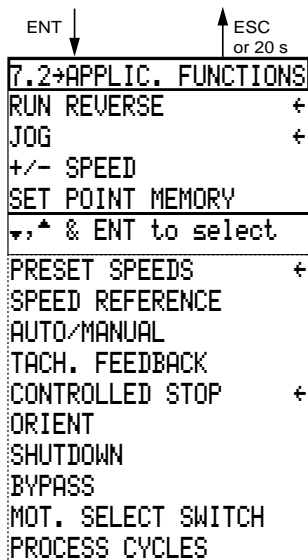 ENT
ESC
or 20 s
7.2→APPLIC. FUNCTIONS
RUN REVERSE ←
JOG ←
+/- SPEED
SET POINT MEMORY
▾,▴ & ENT to select
PRESET SPEEDS ←
SPEED REFERENCE
AUTO/MANUAL
TACH. FEEDBACK
CONTROLLED STOP ←
ORIENT
SHUTDOWN
BYPASS
MOT. SELECT SWITCH
PROCESS CYCLES